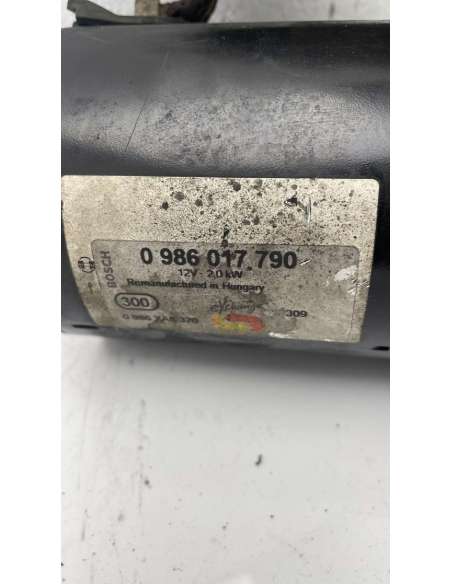 BOSCH
0 986 017 790
12V - 2,0 kW
Remanufactured in Hungary
300
309